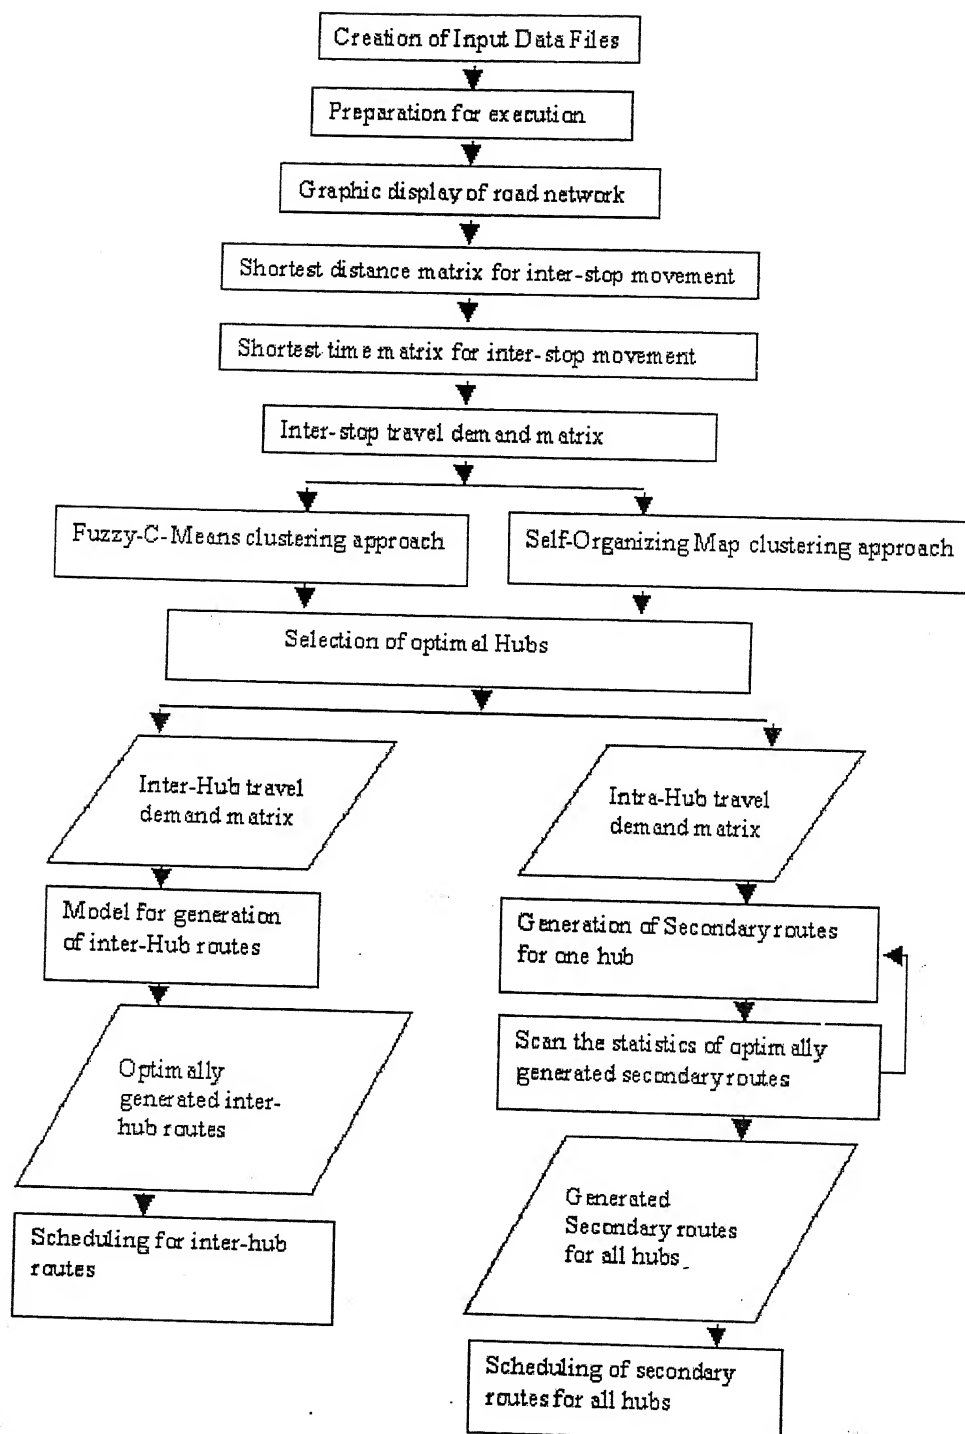 Creation of Input Data Files
Preparation for execution
Graphic display of road network
Shortest distance matrix for inter-stop movement
Shortest time matrix for inter-stop movement
Inter-stop travel demand matrix
Fuzzy-C-Means clustering approach
Self-Organizing Map clustering approach
Selection of optimal Hubs
Inter-Hub travel
demand matrix
Intra-Hub travel
demand matrix
Model for generation
of inter-Hub routes
Generation of Secondary routes
for one hub
Scan the statistics of optimally
generated secondary routes
Optimally
generated inter-
hub routes
Generated
Secondary routes
for all hubs
Scheduling for inter-hub
routes
Scheduling of secondary
routes for all hubs